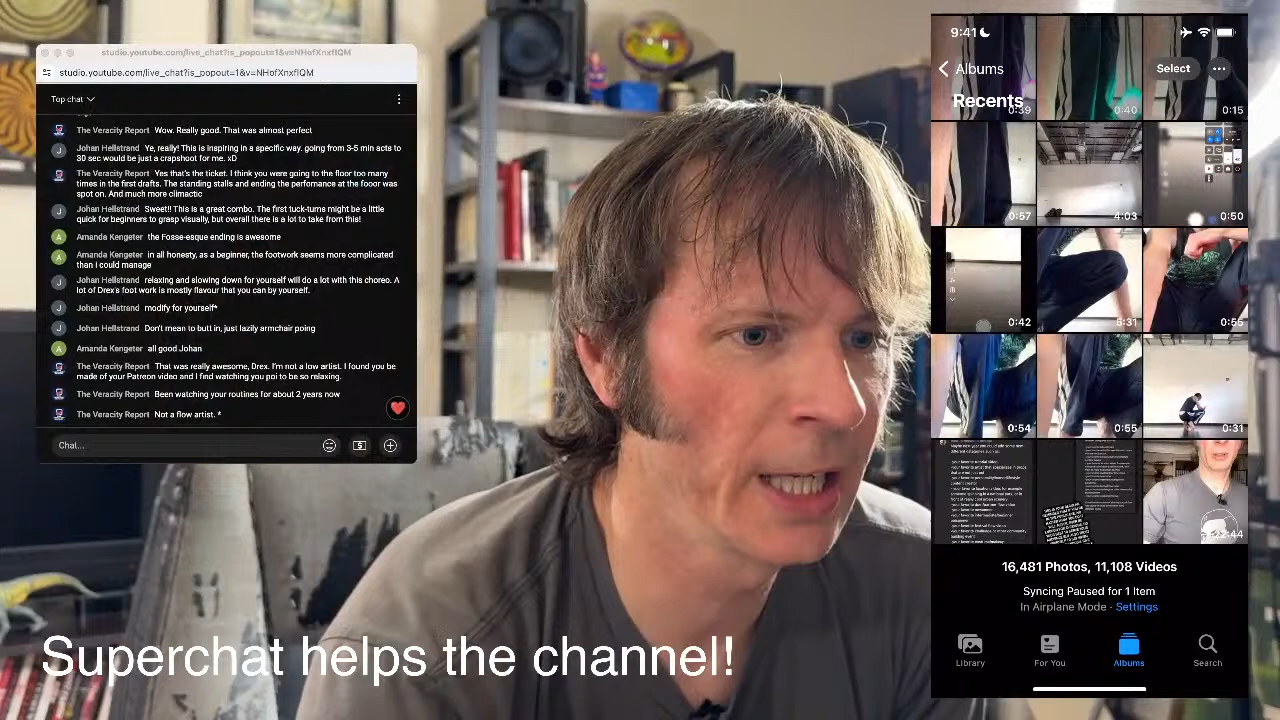 studio.youtube.com/live_chat?is_popout=1&v=NHofXnxfIQM
studio.youtube.com/live_chat?is_popout=1&v=NHofXnxfIQM
Top chat
The Veracity Report Wow. Really good. That was almost perfect
Johan Hellstrand Ye, really! This is inspiring in a specific way. going from 3-5 min acts to
30 sec would be just a crapshoot for me. xD
The Veracity Report Yes that's the ticket. I think you were going to the floor too many
times in the first drafts. The standing stalls and ending the perfomance at the fooor was
spot on. And much more climactic
Johan Hellstrand Sweet!! This is a great combo. The first tuck-turns might be a little
quick for beginners to grasp visually, but overall there is a lot to take from this!
A Amanda Kengeter the Fosse-esque ending is awesome
A Amanda Kengeter in all honesty, as a beginner, the footwork seems more complicated
than I could manage
J Johan Hellstrand relaxing and slowing down for yourself will do a lot with this choreo. A
lot of Drex's foot work is mostly flavour that you can by yourself.
J Johan Hellstrand modify for yourself*
J Johan Hellstrand Don't mean to butt in, just lazily armchair poing
A Amanda Kengeter all good Johan
The Veracity Report That was really awesome, Drex. I'm not a low artist. I found you be
made of your Patreon video and I find watching you poi to be so relaxing.
The Veracity Report Been watching your routines for about 2 years now
The Veracity Report Not a flow artist. *
Chat...
Superchat helps the channel!
9:41
Albums
Select
Recents
0:39
0:40
0:15
0:57
4:03
0:50
0:42
5:31
0:55
0:54
0:55
0:31
16,481 Photos, 11,108 Videos
Syncing Paused for 1 Item
In Airplane Mode · Settings
Library
For You
Albums
Search